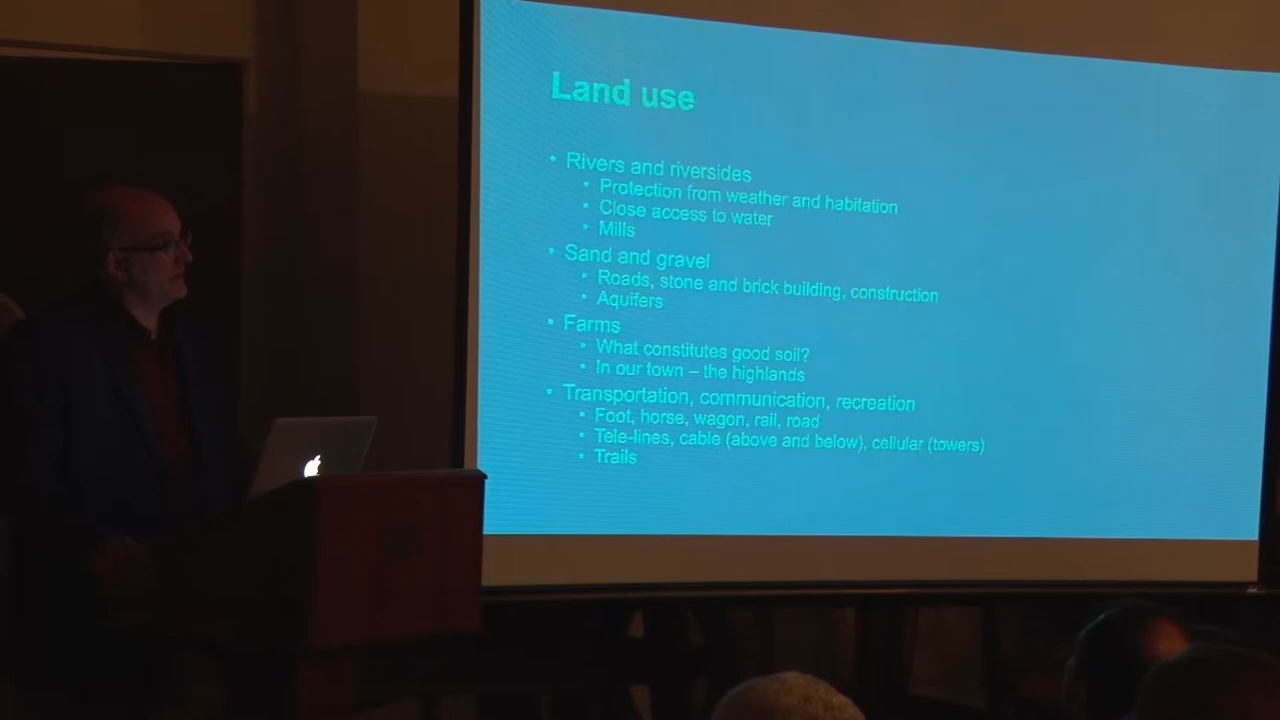 Land use
• Rivers and riversides
• Protection from weather and habitation
• Close access to water
• Mills
• Sand and gravel
• Roads, stone and brick building, construction
• Aquifers
• Farms
• What constitutes good soil?
• In our town – the highlands
• Transportation, communication, recreation
• Foot, horse, wagon, rail, road
• Tele-lines, cable (above and below), cellular (towers)
• Trails